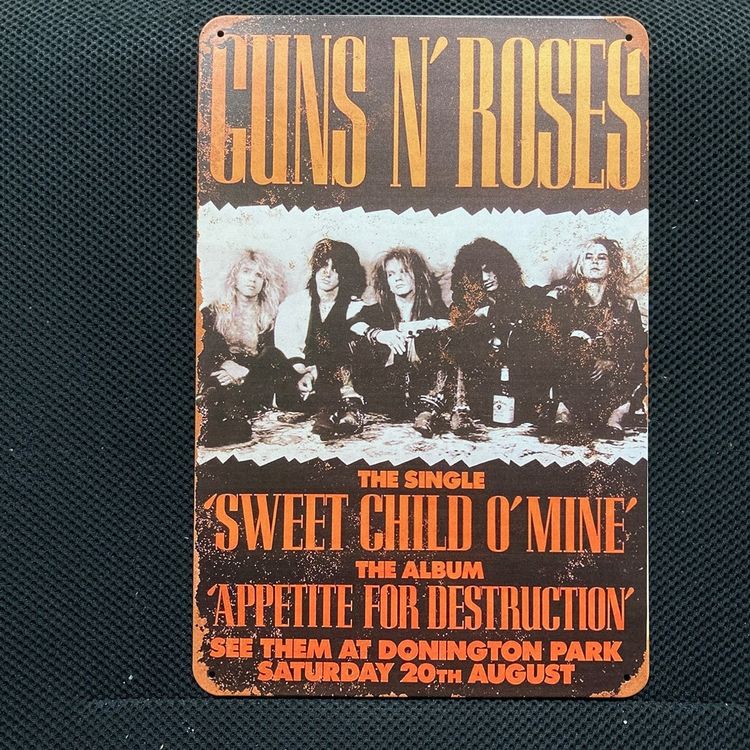 GUNS N' ROSES
THE SINGLE
'SWEET CHILD O' MINE'
THE ALBUM
'APPETITE FOR DESTRUCTION'
SEE THEM AT DONINGTON PARK
SATURDAY 20TH AUGUST